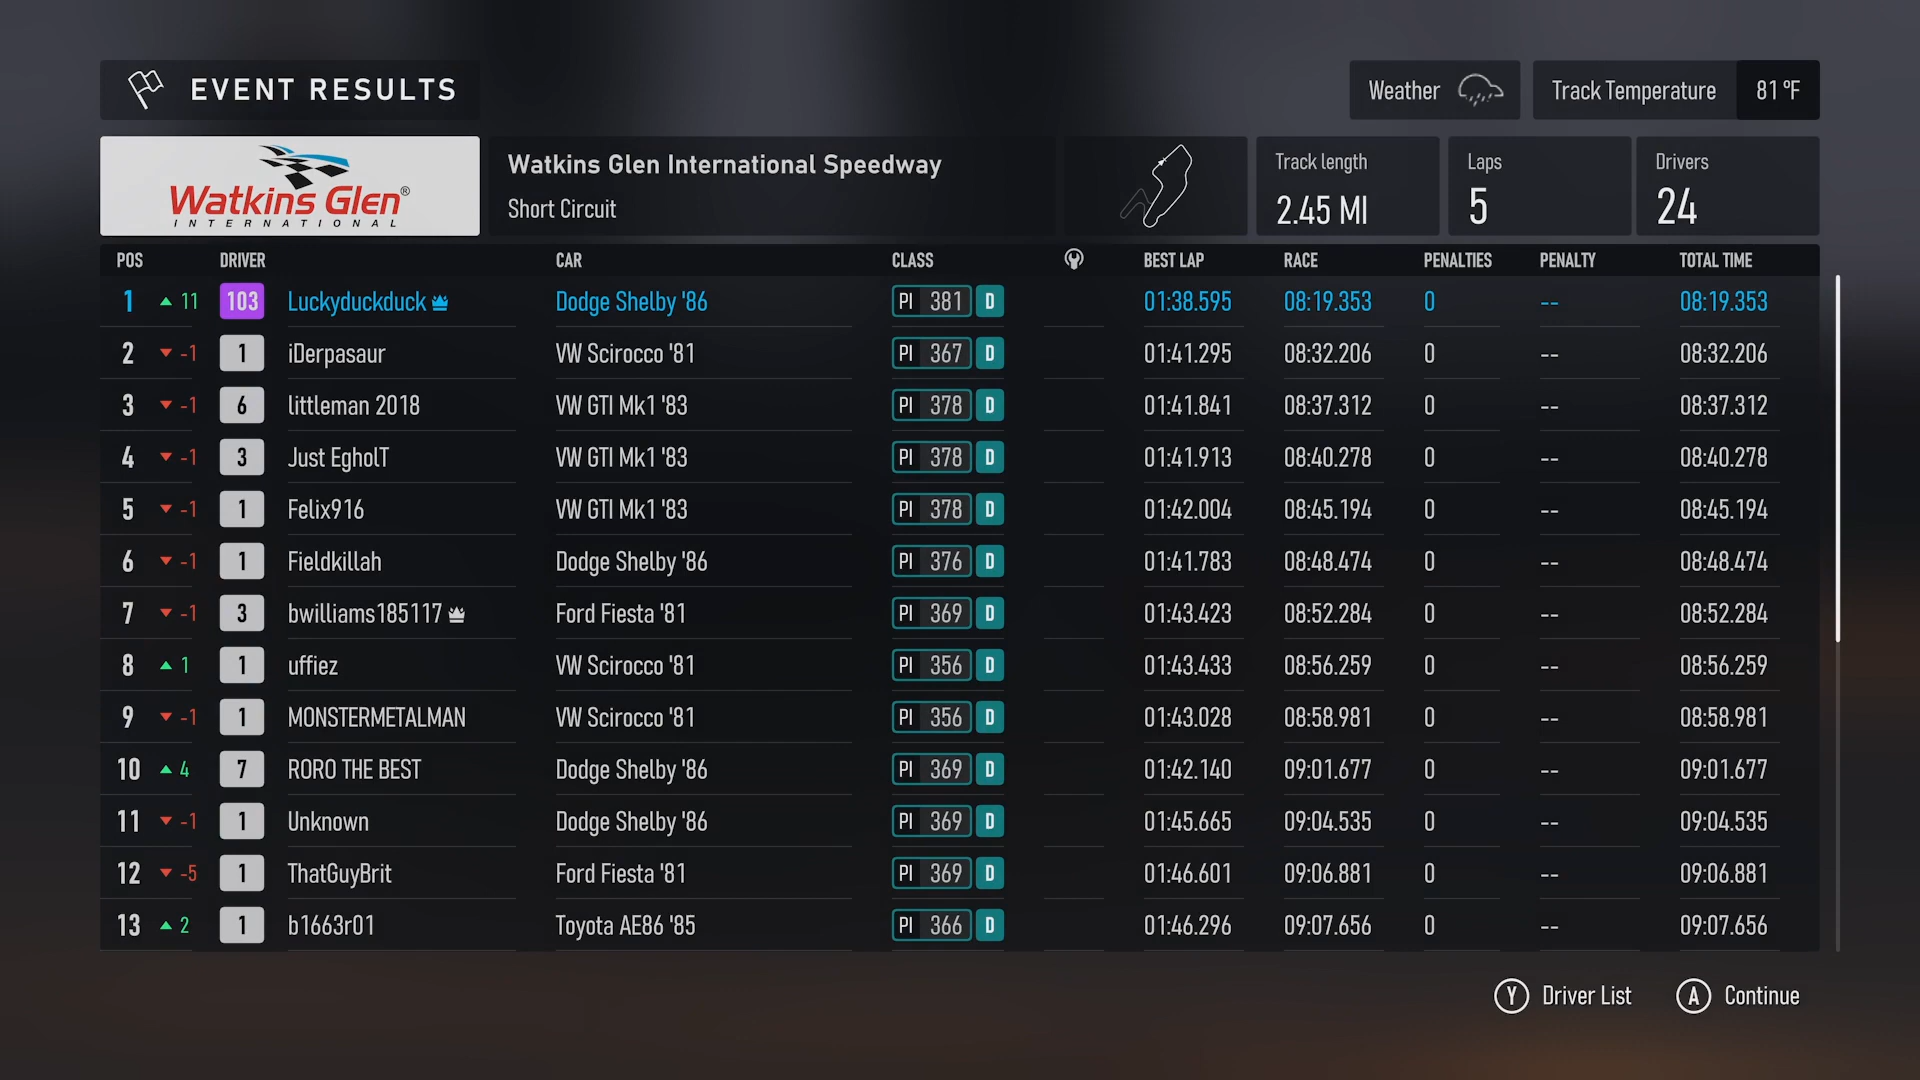 EVENT RESULTS
Weather
Track Temperature 81 °F
Watkins Glen®
INTERNATIONAL
Watkins Glen International Speedway
Short Circuit
Track length
2.45 MI
Laps
5
Drivers
24
POS DRIVER CAR CLASS BEST LAP RACE PENALTIES PENALTY TOTAL TIME
1 11 103 Luckyduckduck Dodge Shelby '86 PI 381 D 01:38.595 08:19.353 0 -- 08:19.353
2 -1 1 iDerpasaur VW Scirocco '81 PI 367 D 01:41.295 08:32.206 0 -- 08:32.206
3 -1 6 littleman 2018 VW GTI Mk1 '83 PI 378 D 01:41.841 08:37.312 0 -- 08:37.312
4 -1 3 Just EgholT VW GTI Mk1 '83 PI 378 D 01:41.913 08:40.278 0 -- 08:40.278
5 -1 1 Felix916 VW GTI Mk1 '83 PI 378 D 01:42.004 08:45.194 0 -- 08:45.194
6 -1 1 Fieldkillah Dodge Shelby '86 PI 376 D 01:41.783 08:48.474 0 -- 08:48.474
7 -1 3 bwilliams185117 Ford Fiesta '81 PI 369 D 01:43.423 08:52.284 0 -- 08:52.284
8 1 1 uffiez VW Scirocco '81 PI 356 D 01:43.433 08:56.259 0 -- 08:56.259
9 -1 1 MONSTERMETALMAN VW Scirocco '81 PI 356 D 01:43.028 08:58.981 0 -- 08:58.981
10 4 7 RORO THE BEST Dodge Shelby '86 PI 369 D 01:42.140 09:01.677 0 -- 09:01.677
11 -1 1 Unknown Dodge Shelby '86 PI 369 D 01:45.665 09:04.535 0 -- 09:04.535
12 -5 1 ThatGuyBrit Ford Fiesta '81 PI 369 D 01:46.601 09:06.881 0 -- 09:06.881
13 2 1 b1663r01 Toyota AE86 '85 PI 366 D 01:46.296 09:07.656 0 -- 09:07.656
Y Driver List A Continue